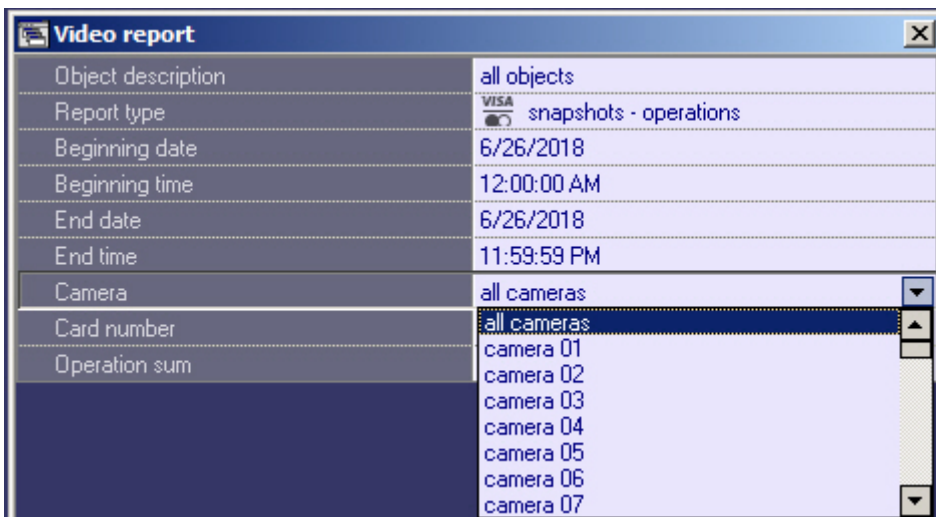 Video report
Object description all objects
Report type VISA snapshots - operations
Beginning date 6/26/2018
Beginning time 12:00:00 AM
End date 6/26/2018
End time 11:59:59 PM
Camera all cameras
Card number all cameras
camera 01
Operation sum camera 02
camera 03
camera 04
camera 05
camera 06
camera 07